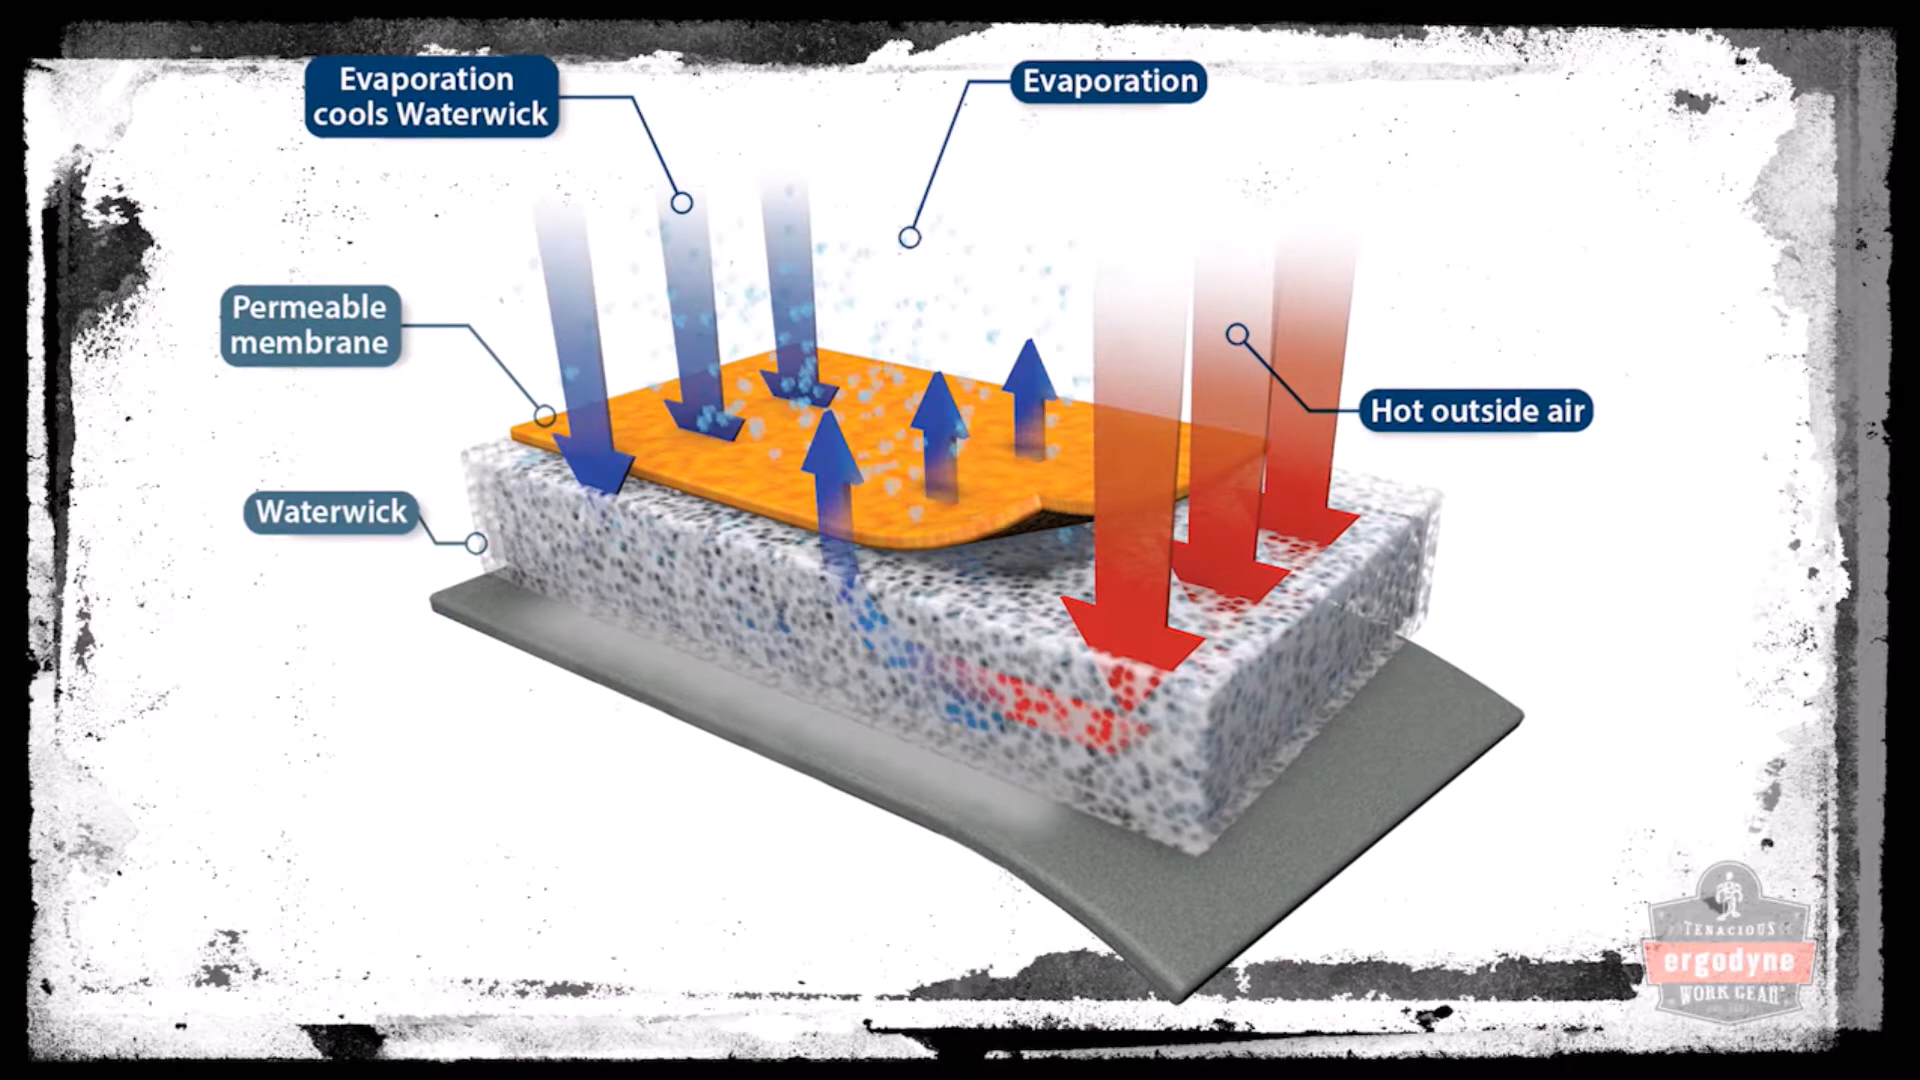 Evaporation
cools Waterwick
Evaporation
Permeable
membrane
Hot outside air
Waterwick
TENACIOUS
ergodyne
WORK GEAR